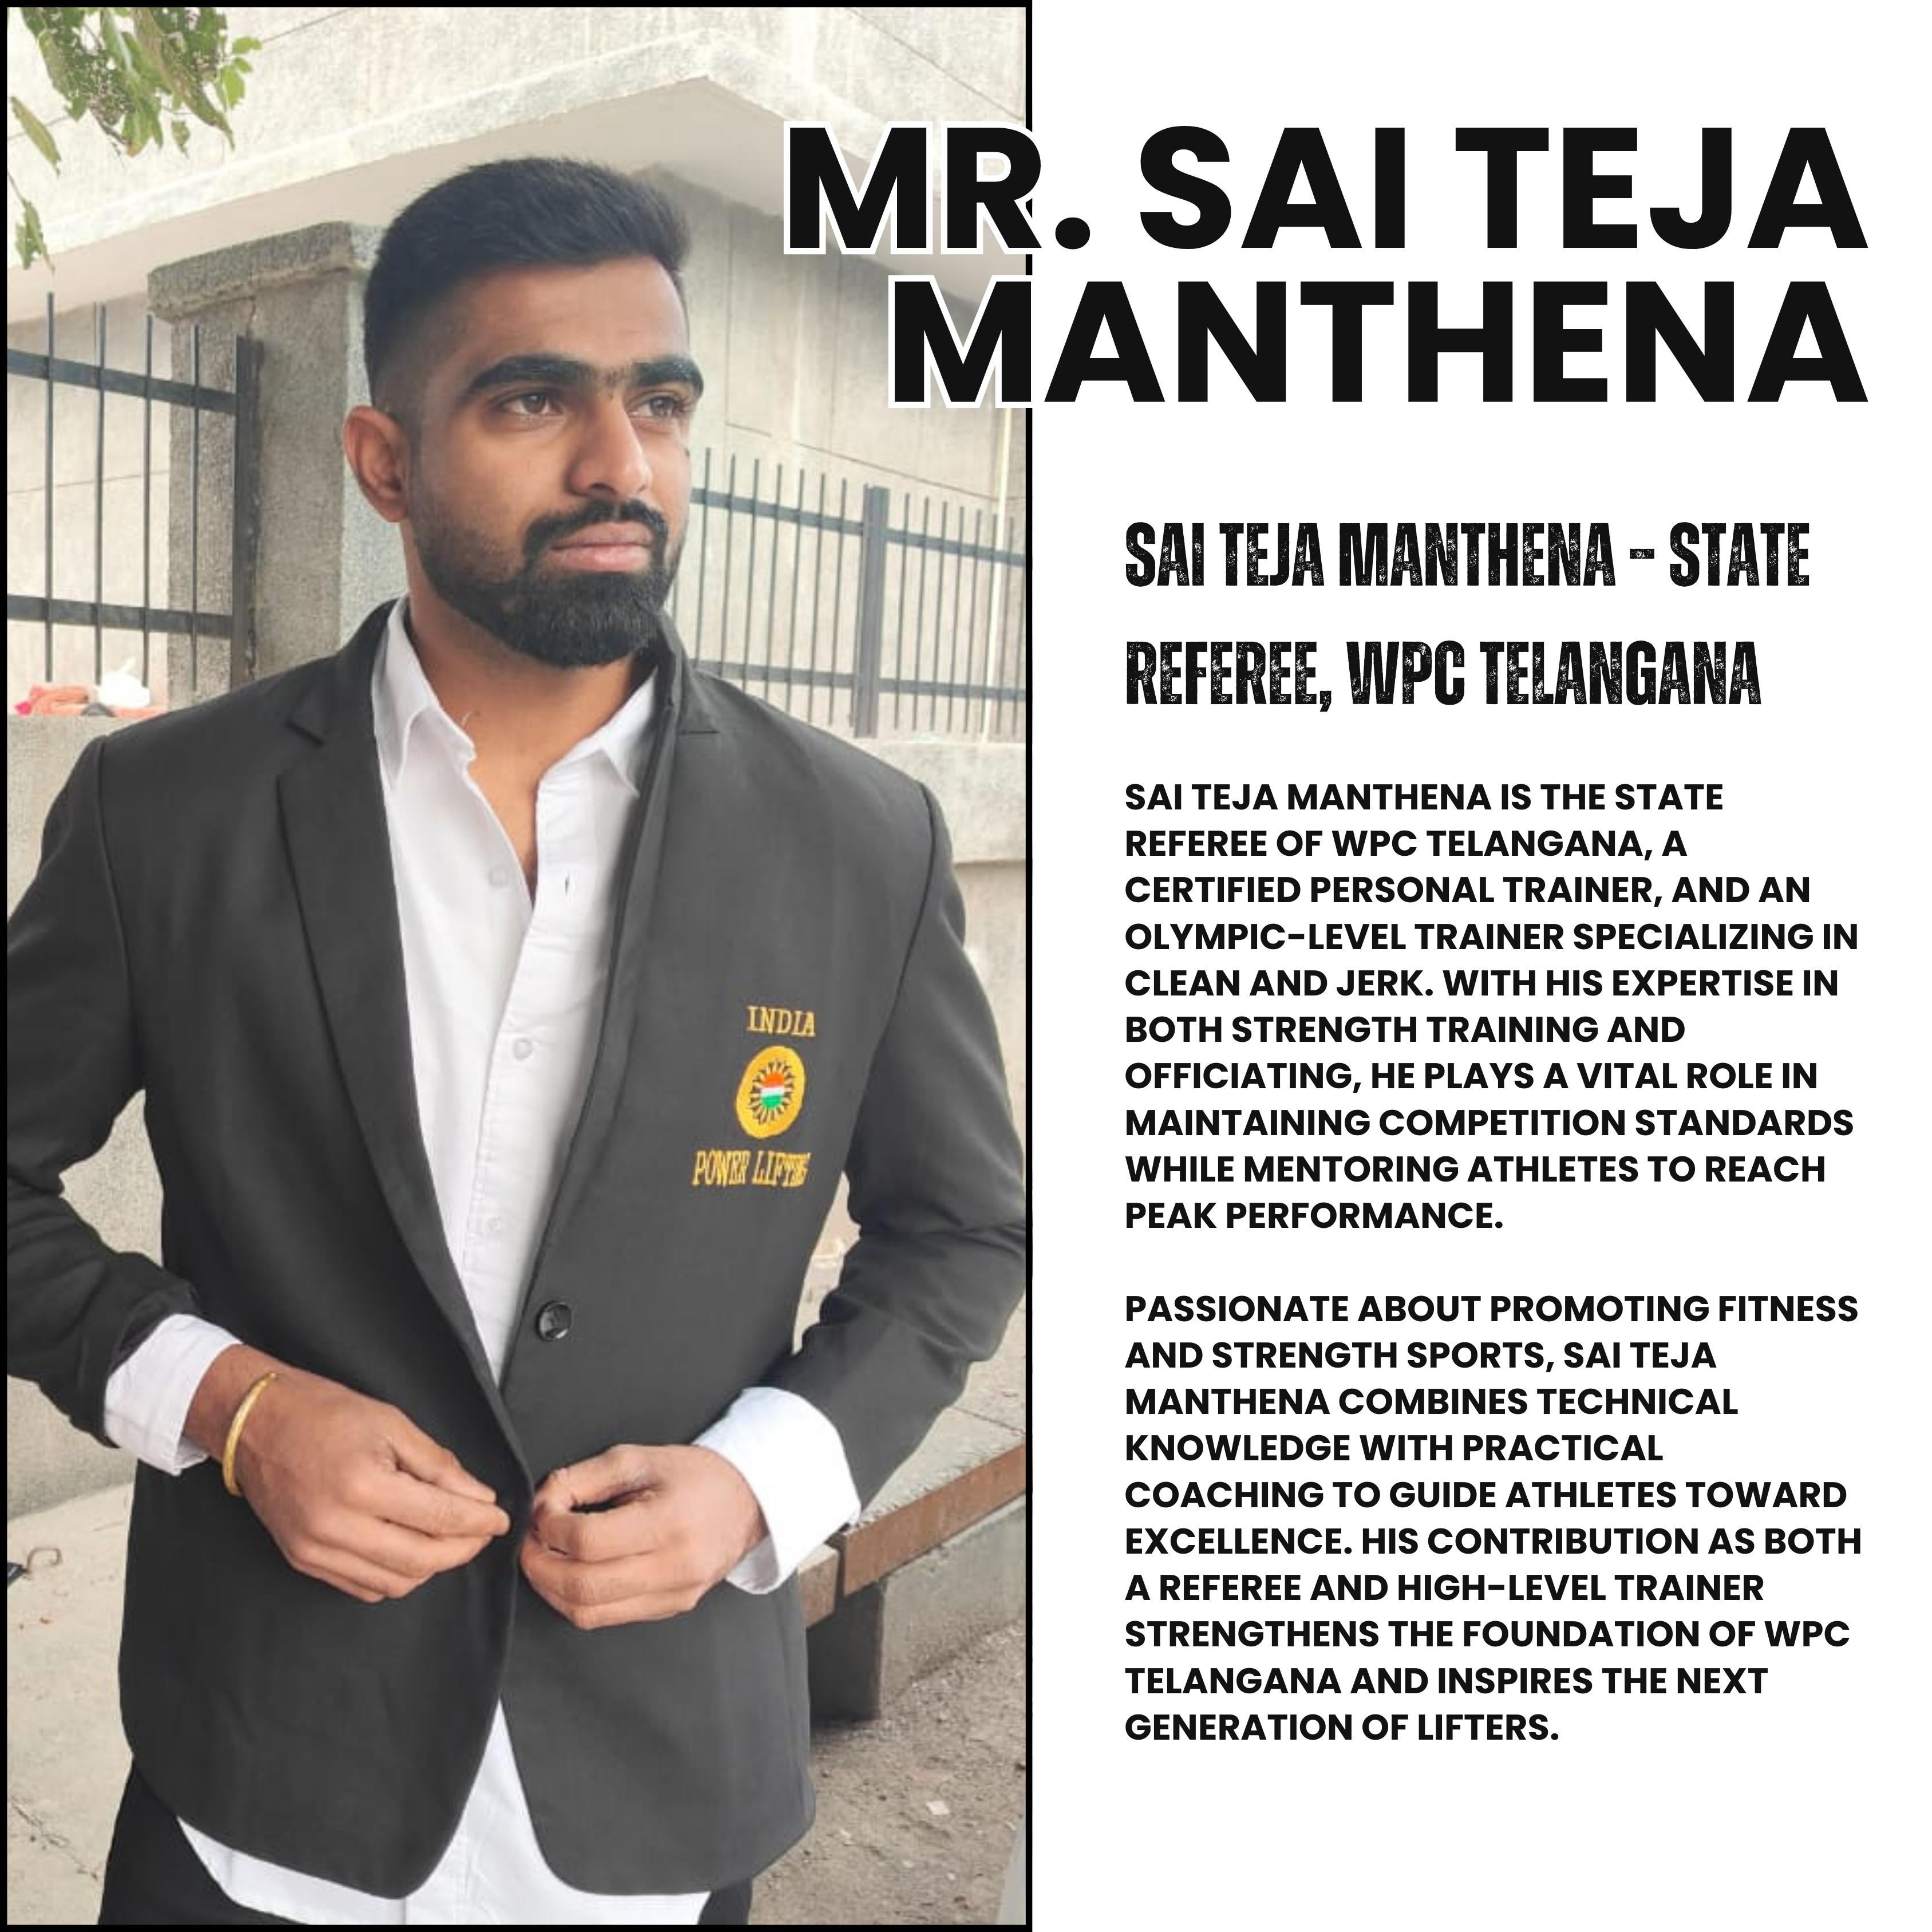 MR. SAI TEJA
MANTHENA
SAI TEJA MANTHENA - STATE
REFEREE, WPC TELANGANA
SAI TEJA MANTHENA IS THE STATE
REFEREE OF WPC TELANGANA, A
CERTIFIED PERSONAL TRAINER, AND AN
OLYMPIC-LEVEL TRAINER SPECIALIZING IN
CLEAN AND JERK. WITH HIS EXPERTISE IN
BOTH STRENGTH TRAINING AND
OFFICIATING, HE PLAYS A VITAL ROLE IN
MAINTAINING COMPETITION STANDARDS
WHILE MENTORING ATHLETES TO REACH
PEAK PERFORMANCE.
PASSIONATE ABOUT PROMOTING FITNESS
AND STRENGTH SPORTS, SAI TEJA
MANTHENA COMBINES TECHNICAL
KNOWLEDGE WITH PRACTICAL
COACHING TO GUIDE ATHLETES TOWARD
EXCELLENCE. HIS CONTRIBUTION AS BOTH
A REFEREE AND HIGH-LEVEL TRAINER
STRENGTHENS THE FOUNDATION OF WPC
TELANGANA AND INSPIRES THE NEXT
GENERATION OF LIFTERS.
INDIA
POWER